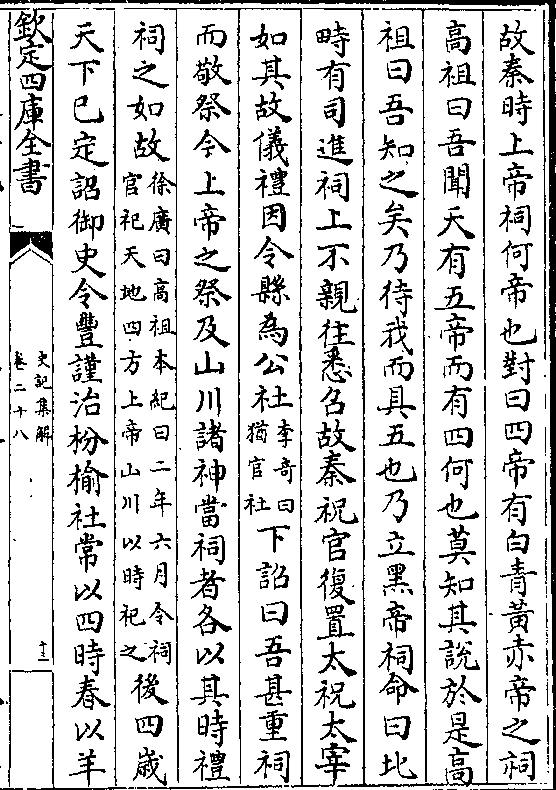 故秦時上帝祠何帝也對曰四帝有白青黃赤帝之祠
高祖曰吾聞天有五帝而有四何也莫知其說於是高
祖曰吾知之矣乃待我而具五也乃立黑帝祠命曰北
畤有司進祠上不親往悉召故秦祝官復置太祝太宰
如其故儀禮因令縣為公社李奇曰猶官社下詔曰吾甚重祠
而敬祭今上帝之祭及山川諸神當祠者各以其時禮
祠之如故徐廣曰高祖本紀曰二年六月令祠官祀天地四方上帝山川以時祀之後四歲
天下已定詔御史令豐謹治枌榆社常以四時春以羊
欽定四庫全書
史記集解
卷二十八
十三